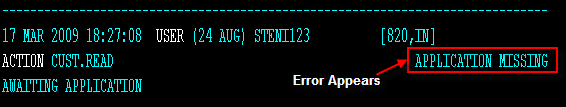 17 MAR 2009 18:27:08 USER (24 AUG) STENI123 [820,IN]
ACTION CUST.READ APPLICATION MISSING
AWAITING APPLICATION Error Appears